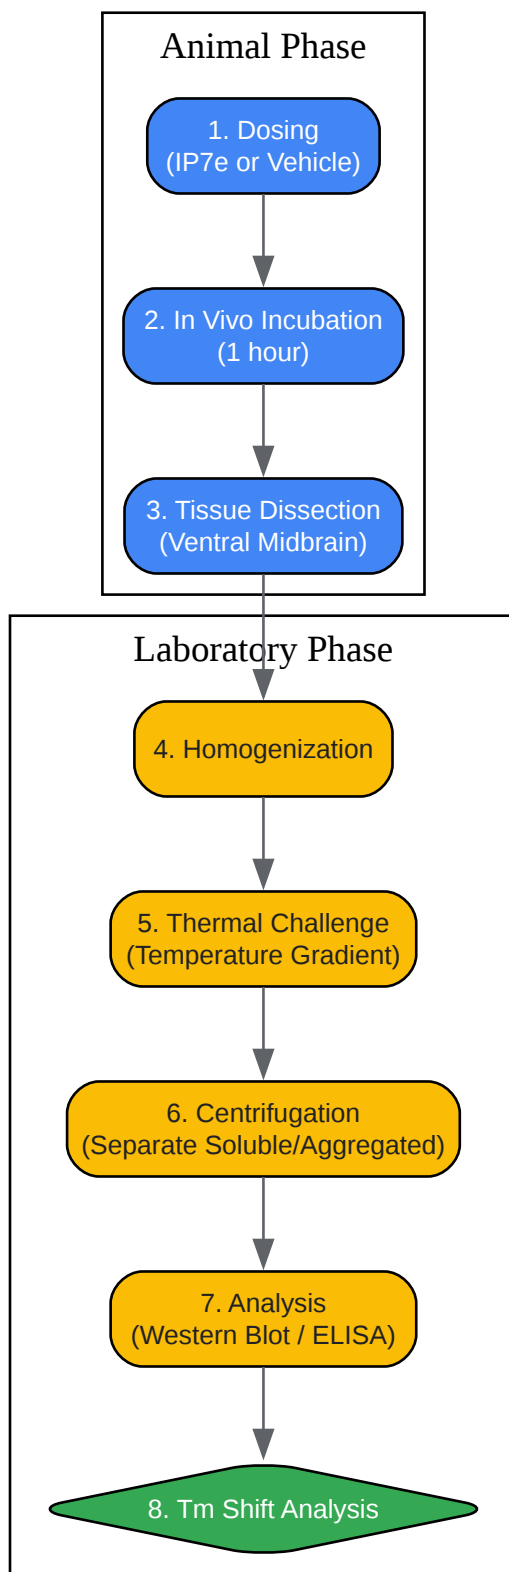 Animal Phase
1. Dosing
(IP7e or Vehicle)
2. In Vivo Incubation
(1 hour)
3. Tissue Dissection
(Ventral Midbrain)
Laboratory Phase
4. Homogenization
5. Thermal Challenge
(Temperature Gradient)
6. Centrifugation
(Separate Soluble/Aggregated)
7. Analysis
(Western Blot / ELISA)
8. Tm Shift Analysis